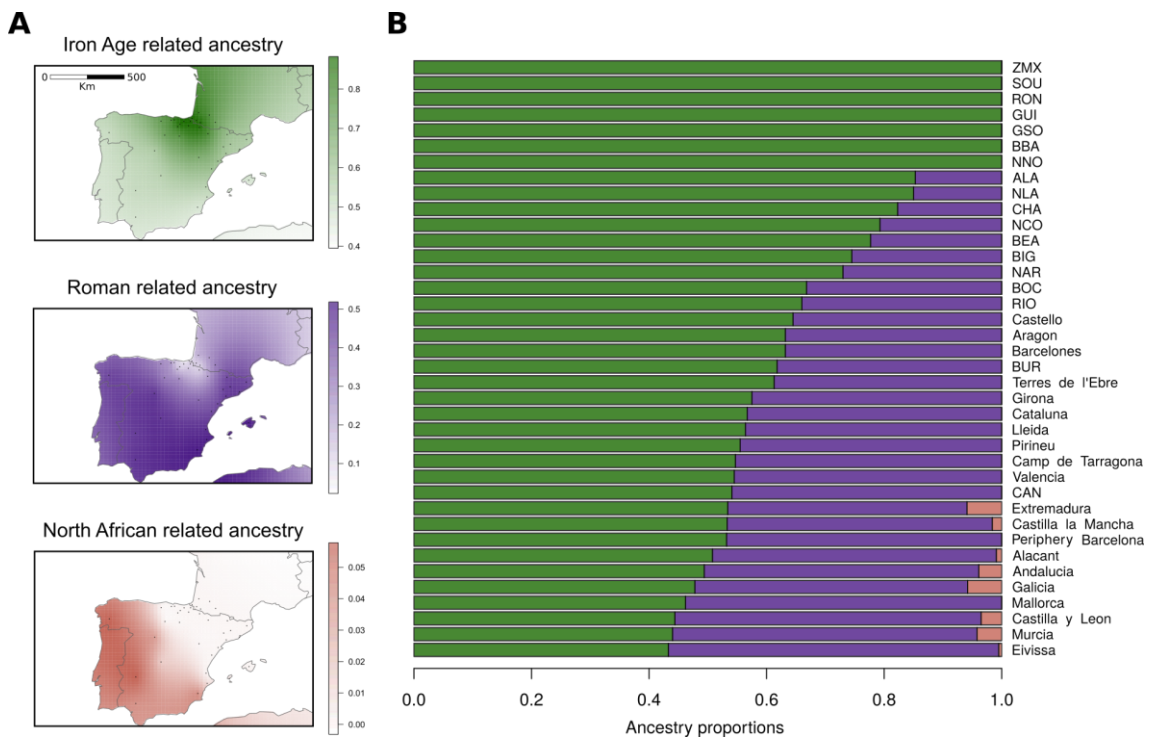 A
Iron Age related ancestry
0 500
Km
0.8
0.7
0.6
0.5
0.4
Roman related ancestry
0.5
0.4
0.3
0.2
0.1
North African related ancestry
0.05
0.04
0.03
0.02
0.01
0.00
B
ZMX
SOU
RON
GUI
GSO
BBA
NNO
ALA
NLA
CHA
NCO
BEA
BIG
NAR
BOC
RIO
Castello
Aragon
Barcelones
BUR
Terres de l'Ebre
Girona
Cataluna
Lleida
Pirineu
Camp de Tarragona
Valencia
CAN
Extremadura
Castilla la Mancha
Periphery Barcelona
Alacant
Andalucia
Galicia
Mallorca
Castilla y Leon
Murcia
Eivissa
0.0 0.2 0.4 0.6 0.8 1.0
Ancestry proportions